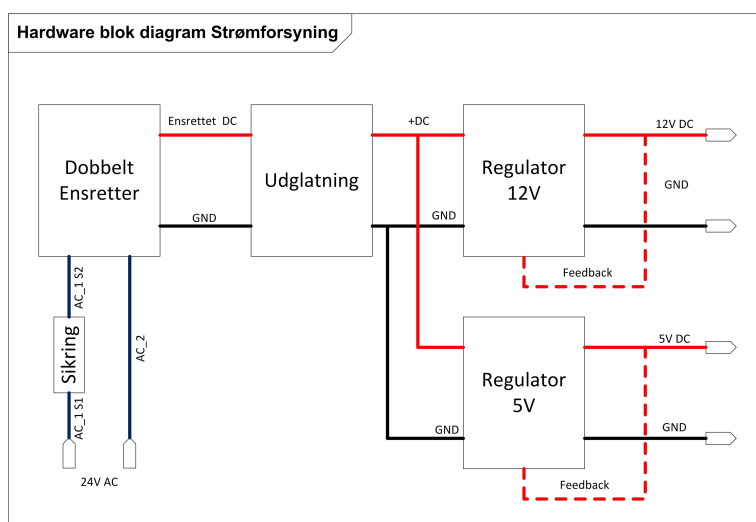 Hardware blok diagram Strømforsyning
Ensrettet DC
+DC
12V DC
Dobbelt
Ensretter
Udglatning
Regulator
12V
GND
GND
GND
Feedback
AC_1 S2
Sikring
AC_1 S1
AC_2
24V AC
5V DC
Regulator
5V
GND
GND
Feedback